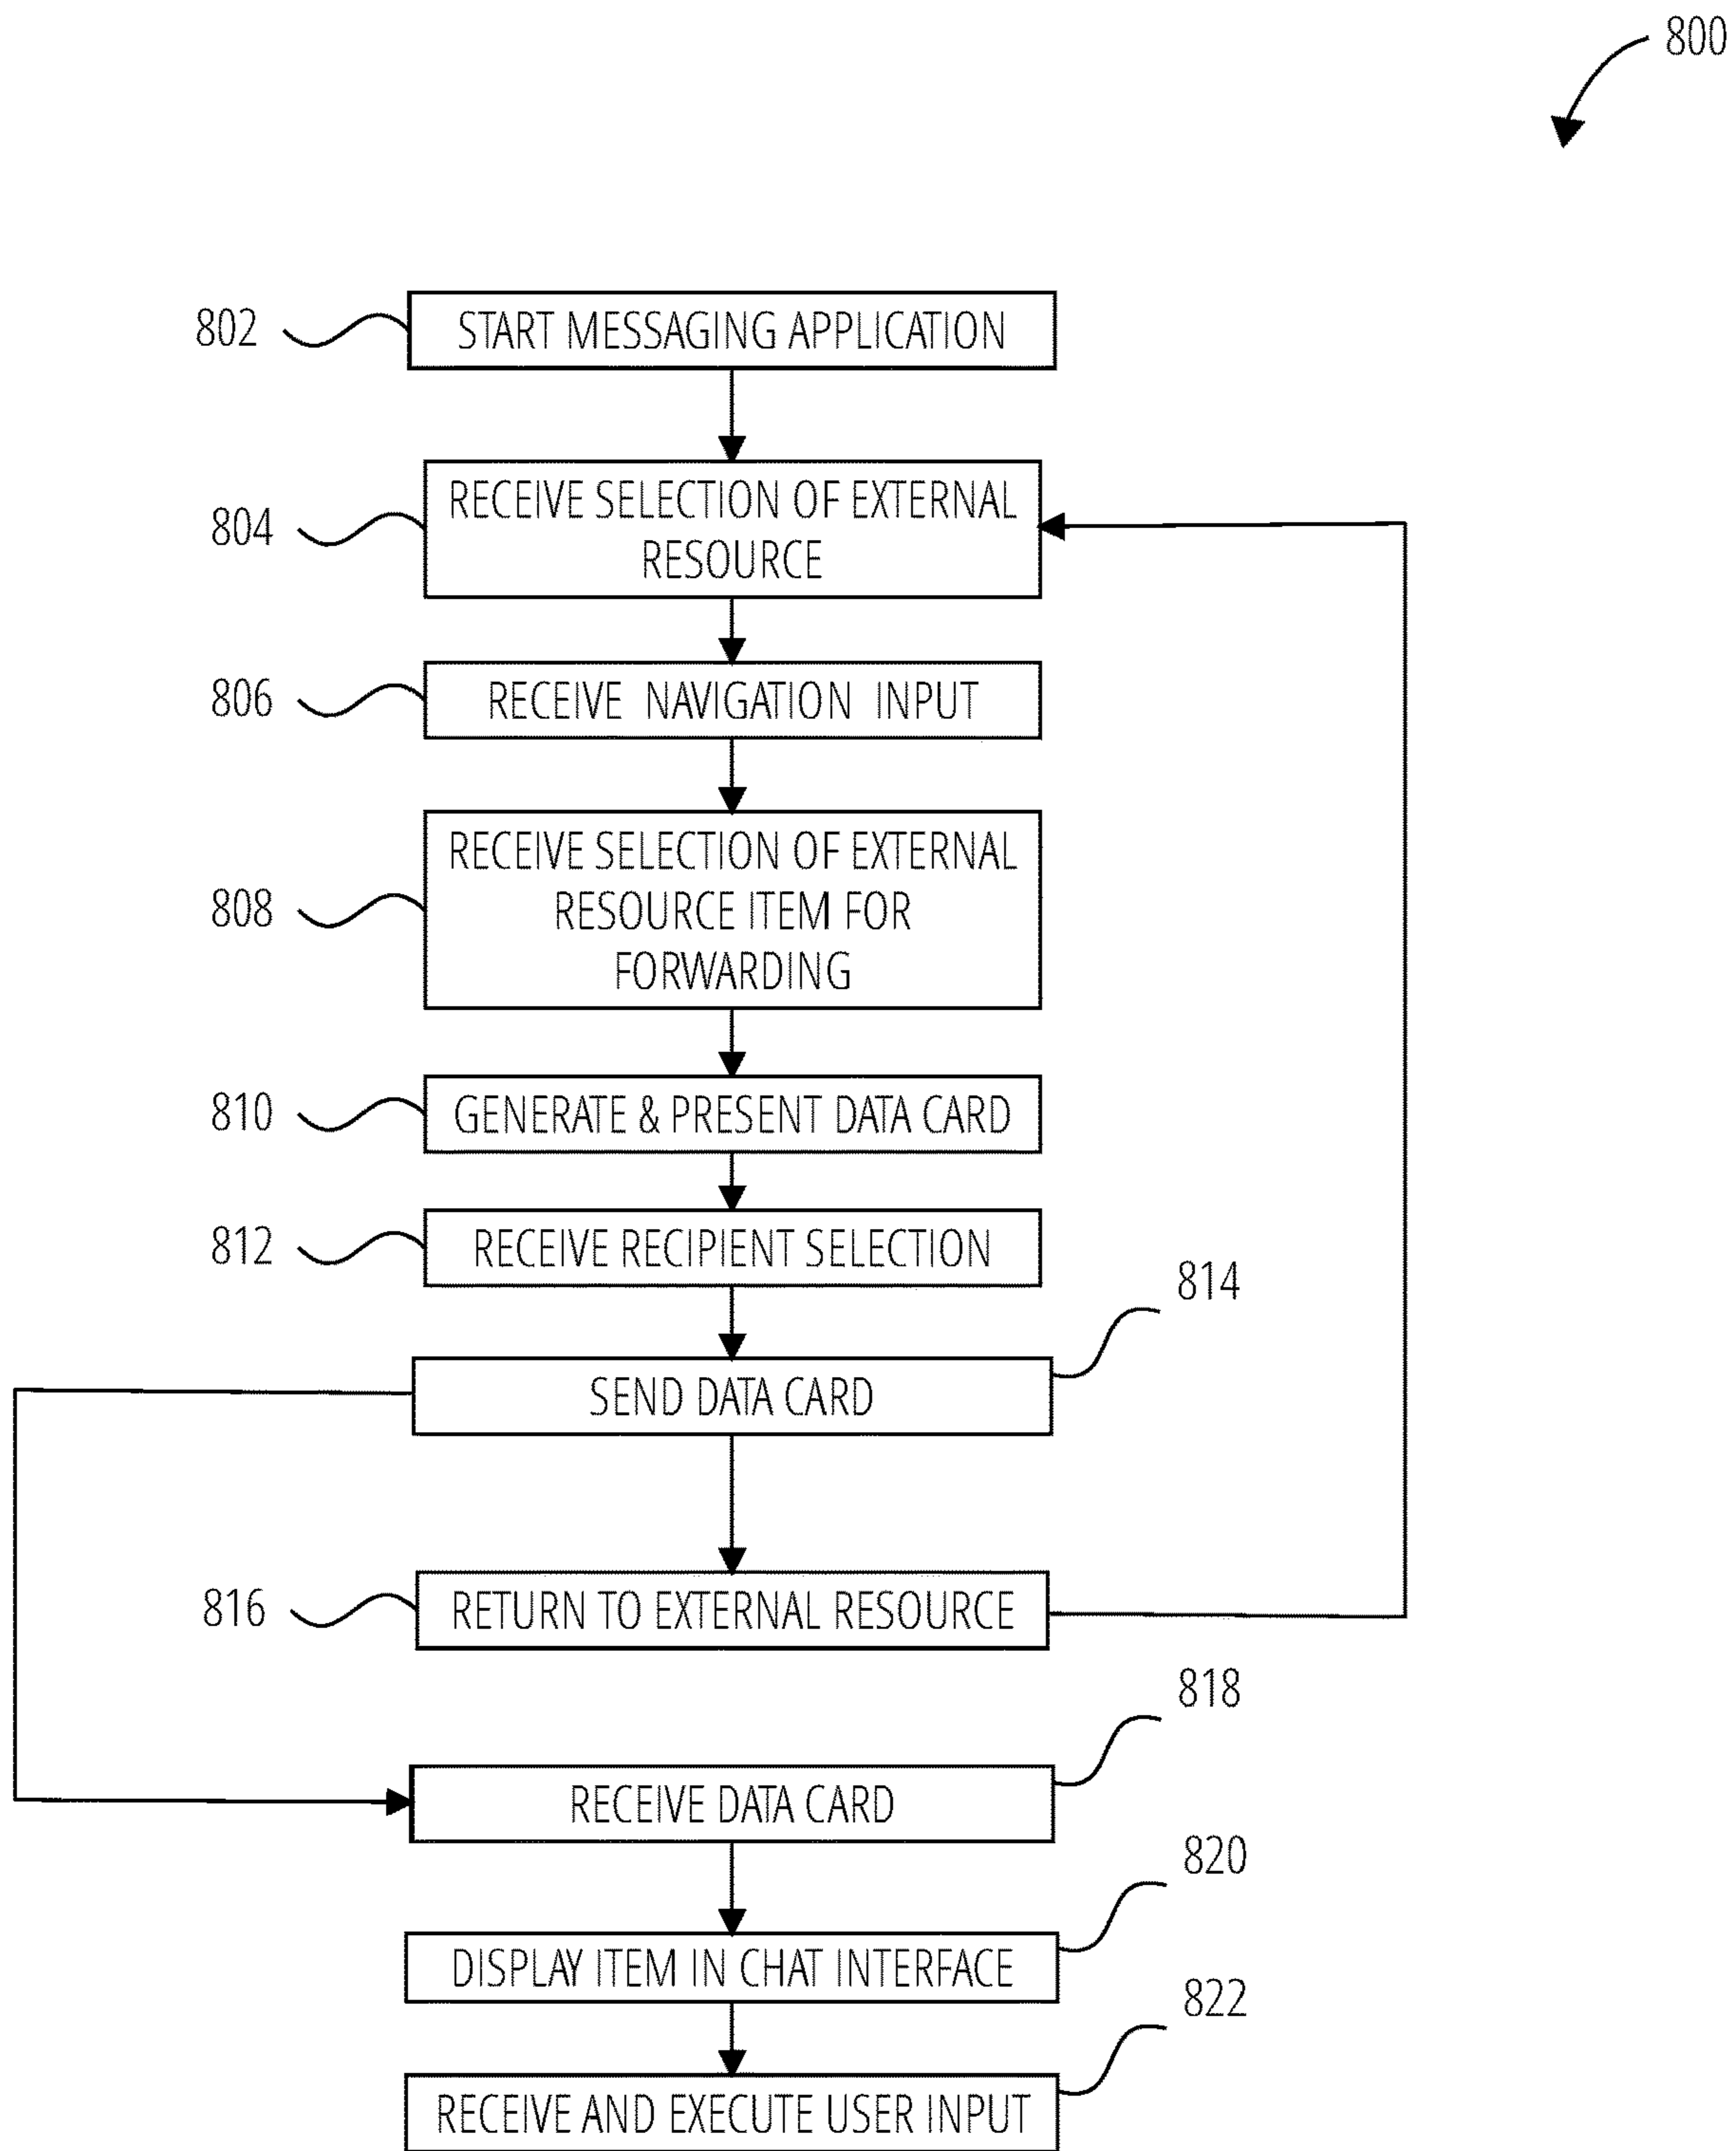 800
802
START MESSAGING APPLICATION
804
RECEIVE SELECTION OF EXTERNAL
RESOURCE
806
RECEIVE NAVIGATION INPUT
808
RECEIVE SELECTION OF EXTERNAL
RESOURCE ITEM FOR
FORWARDING
810
GENERATE & PRESENT DATA CARD
812
RECEIVE RECIPIENT SELECTION
814
SEND DATA CARD
816
RETURN TO EXTERNAL RESOURCE
818
RECEIVE DATA CARD
820
DISPLAY ITEM IN CHAT INTERFACE
822
RECEIVE AND EXECUTE USER INPUT